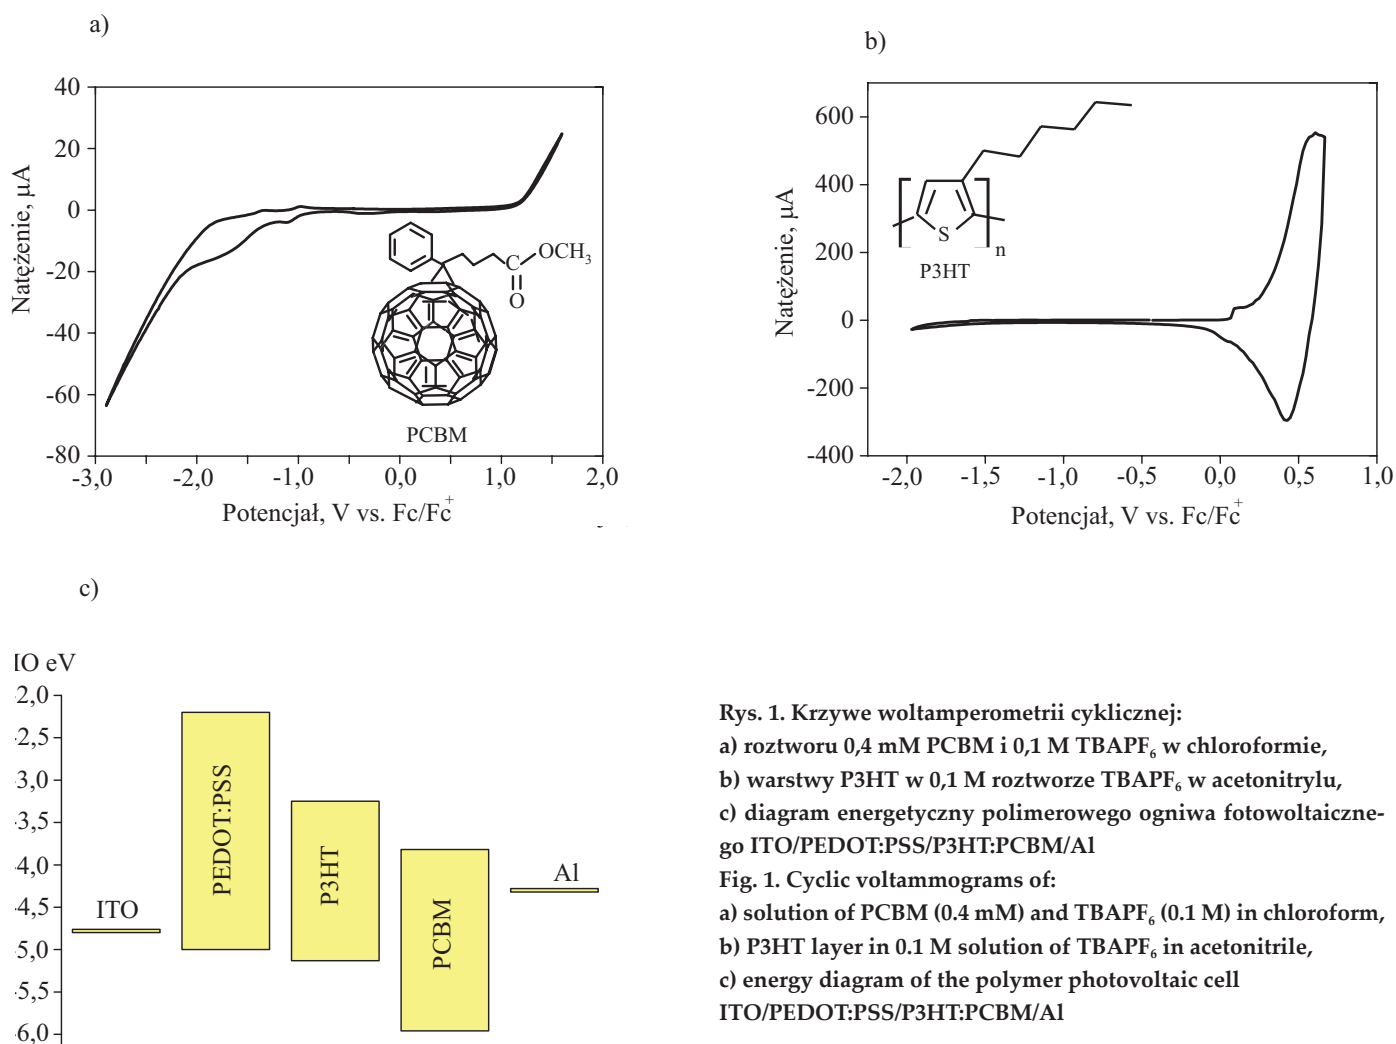 a)
40
20
0
-20
-40
-60
-80
Natężenie, μA
-3,0 -2,0 -1,0 0,0 1,0 2,0
Potencjał, V vs. Fc/Fc+
OCH3
C
O
PCBM
b)
600
400
200
0
-200
-400
Natężenie, μA
-2,0 -1,5 -1,0 -0,5 0,0 0,5 1,0
Potencjał, V vs. Fc/Fc+
S
n
P3HT
c)
IO eV
2,0
2,5
3,0
3,5
4,0
4,5
5,0
5,5
6,0
ITO
PEDOT:PSS
P3HT
PCBM
Al
Rys. 1. Krzywe woltamperometrii cyklicznej:
a) roztworu 0,4 mM PCBM i 0,1 M TBAPF6 w chloroformie,
b) warstwy P3HT w 0,1 M roztworze TBAPF6 w acetonitrylu,
c) diagram energetyczny polimerowego ogniwa fotowoltaiczne-
go ITO/PEDOT:PSS/P3HT:PCBM/Al
Fig. 1. Cyclic voltammograms of:
a) solution of PCBM (0.4 mM) and TBAPF6 (0.1 M) in chloroform,
b) P3HT layer in 0.1 M solution of TBAPF6 in acetonitrile,
c) energy diagram of the polymer photovoltaic cell
ITO/PEDOT:PSS/P3HT:PCBM/Al